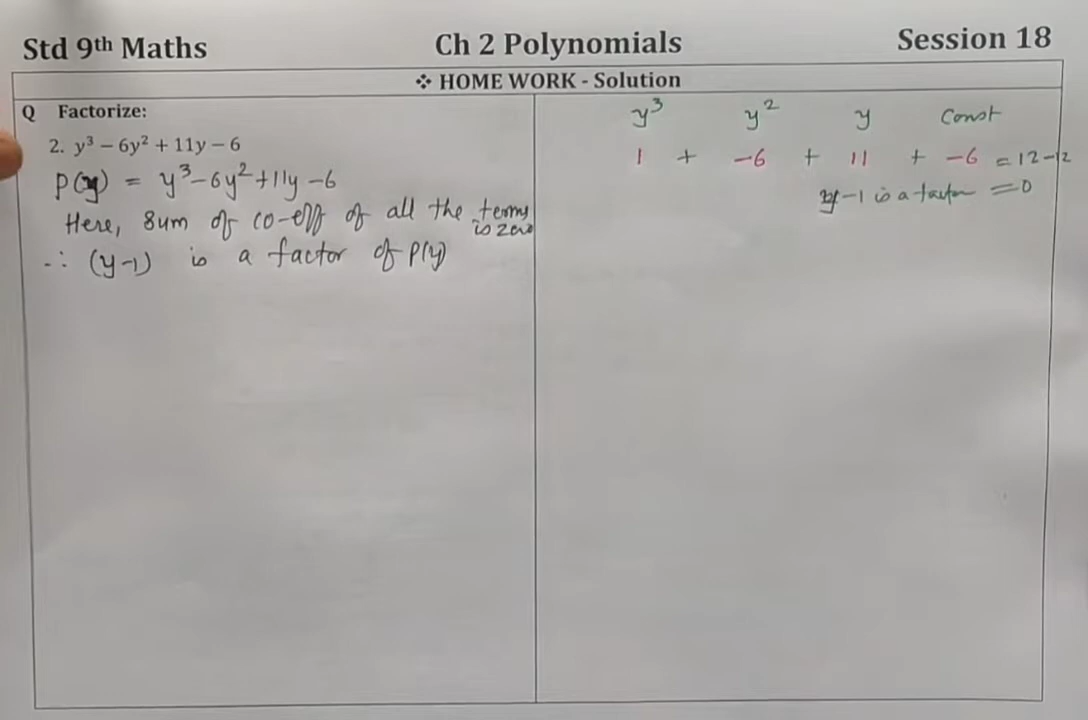 Std 9th Maths Ch 2 Polynomials Session 18
❖ HOME WORK - Solution
Q Factorize:
2. y³ – 6y² + 11y – 6
P(y) = y³-6y²+11y-6
Here, sum of co-eff of all the terms
is zero
∴ (y-1) is a factor of P(y)
y³ y² y Const
1 + -6 + 11 + -6 = 12-12
y-1 is a factor =0